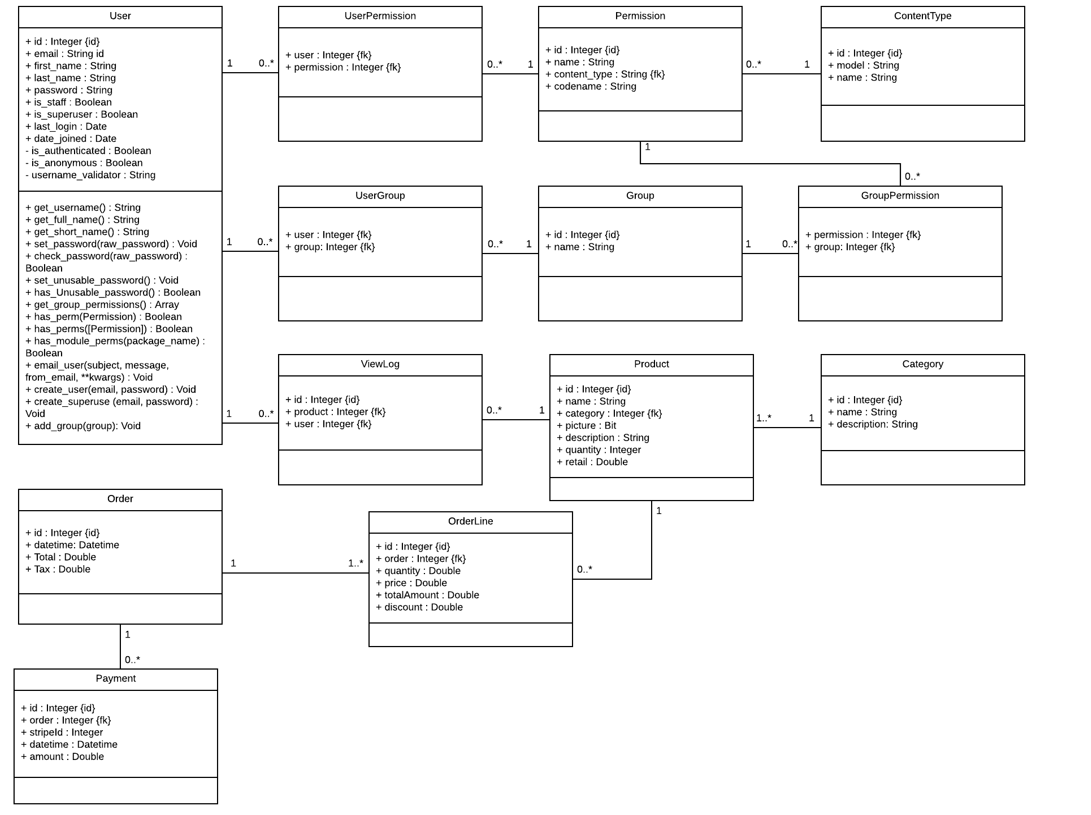 User
+ id : Integer {id}
+ email : String id
+ first_name : String
+ last_name : String
+ password : String
+ is_staff : Boolean
+ is_superuser : Boolean
+ last_login : Date
+ date_joined : Date
- is_authenticated : Boolean
- is_anonymous : Boolean
- username_validator : String
+ get_username() : String
+ get_full_name() : String
+ get_short_name() : String
+ set_password(raw_password) : Void
+ check_password(raw_password) :
Boolean
+ set_unusable_password() : Void
+ has_Unusable_password() : Boolean
+ get_group_permissions() : Array
+ has_perm(Permission) : Boolean
+ has_perms([Permission]) : Boolean
+ has_module_perms(package_name) :
Boolean
+ email_user(subject, message,
from_email, **kwargs) : Void
+ create_user(email, password) : Void
+ create_superuse (email, password) :
Void
+ add_group(group): Void
1 0..*
UserPermission
+ user : Integer {fk}
+ permission : Integer {fk}
0..* 1
Permission
+ id : Integer {id}
+ name : String
+ content_type : String {fk}
+ codename : String
0..* 1
ContentType
+ id : Integer {id}
+ model : String
+ name : String
1
0..*
1 0..*
UserGroup
+ user : Integer {fk}
+ group: Integer {fk}
0..* 1
Group
+ id : Integer {id}
+ name : String
1 0..*
GroupPermission
+ permission : Integer {fk}
+ group: Integer {fk}
1 0..*
ViewLog
+ id : Integer {id}
+ product : Integer {fk}
+ user : Integer {fk}
0..* 1
Product
+ id : Integer {id}
+ name : String
+ category : Integer {fk}
+ picture : Bit
+ description : String
+ quantity : Integer
+ retail : Double
1..* 1
Category
+ id : Integer {id}
+ name : String
+ description: String
1
0..*
Order
+ id : Integer {id}
+ datetime: Datetime
+ Total : Double
+ Tax : Double
1 1..*
OrderLine
+ id : Integer {id}
+ order : Integer {fk}
+ quantity : Double
+ price : Double
+ totalAmount : Double
+ discount : Double
1
0..*
Payment
+ id : Integer {id}
+ order : Integer {fk}
+ stripeId : Integer
+ datetime : Datetime
+ amount : Double